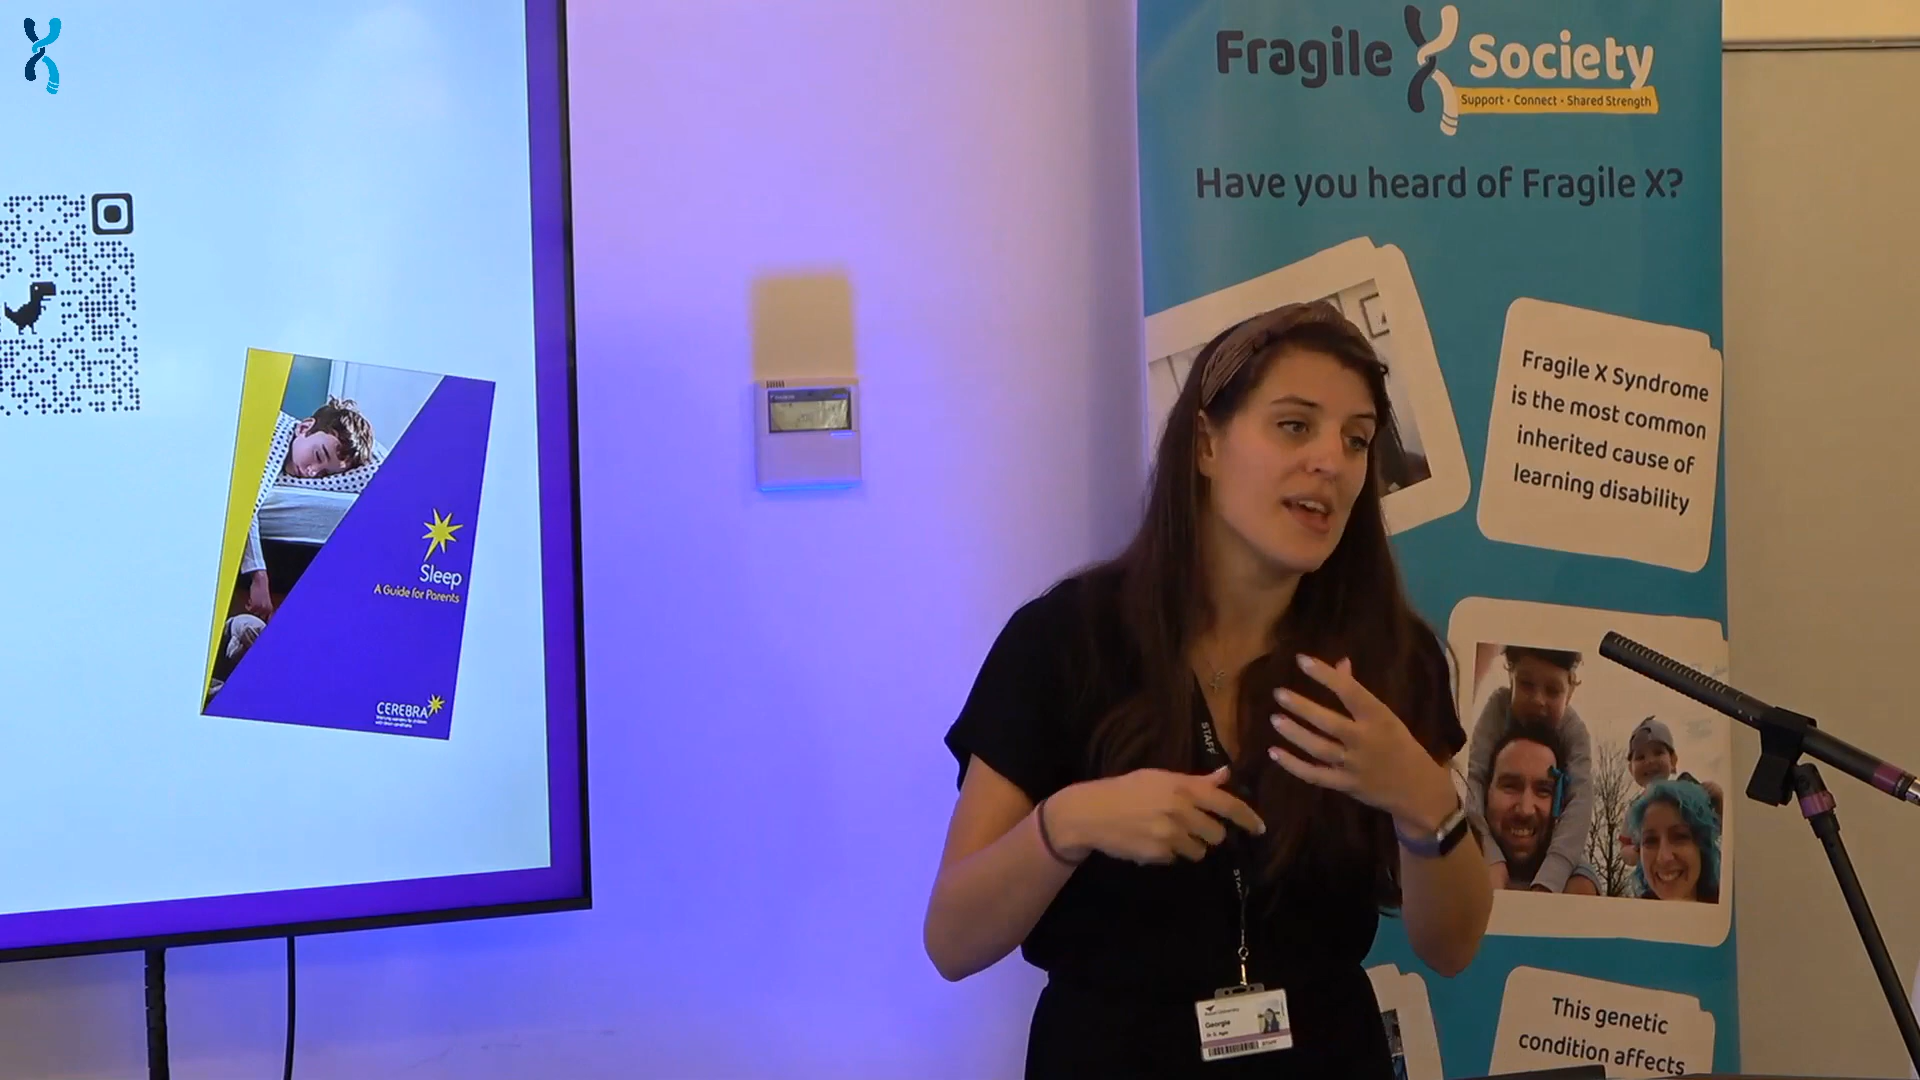 Sleep
A Guide for Parents
CEREBRA
Fragile X Society
Support · Connect · Shared Strength
Have you heard of Fragile X?
Fragile X Syndrome
is the most common
inherited cause of
learning disability
This genetic
condition affects
STAFF
Georgie